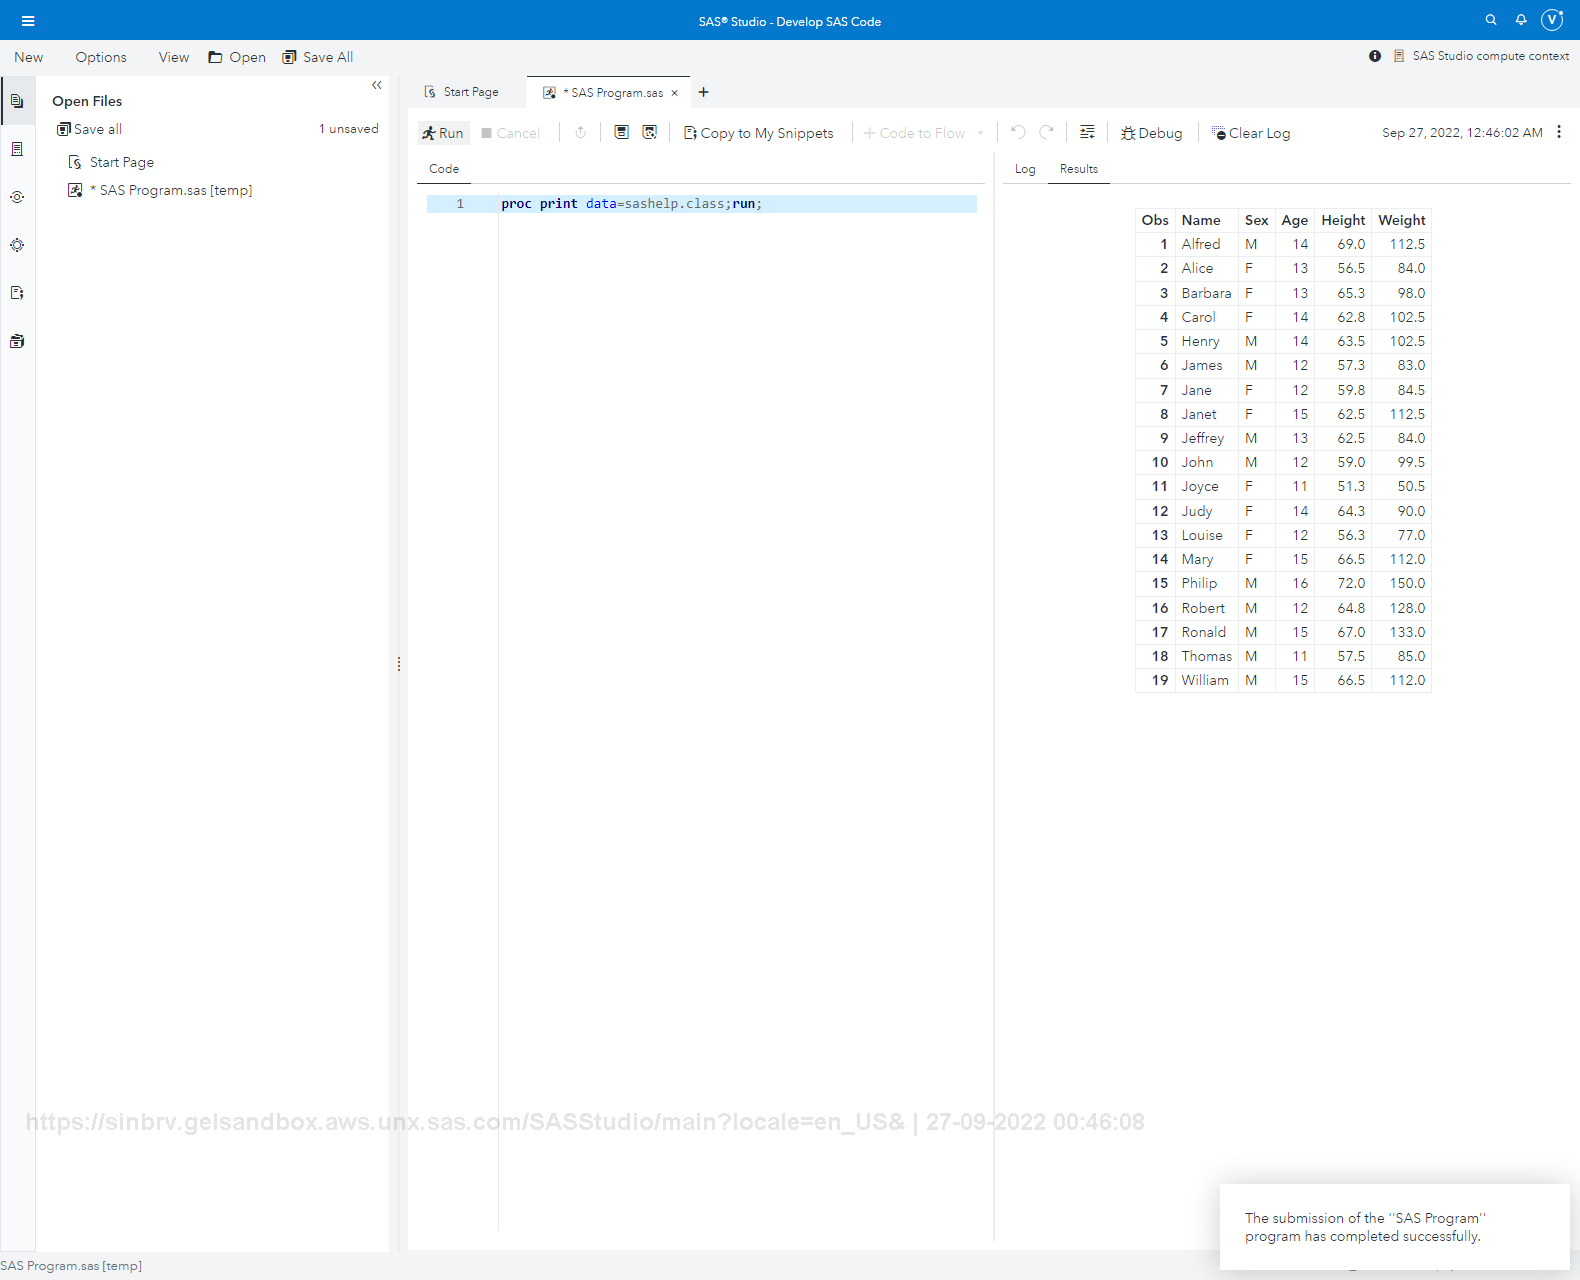 SAS® Studio - Develop SAS Code
V
New Options View Open Save All
SAS Studio compute context
Open Files
Save all 1 unsaved
Start Page
* SAS Program.sas [temp]
Start Page * SAS Program.sas × +
Run Cancel Copy to My Snippets + Code to Flow Debug Clear Log Sep 27, 2022, 12:46:02 AM
Code
1 proc print data=sashelp.class;run;
Log Results
Obs Name Sex Age Height Weight
1 Alfred M 14 69.0 112.5
2 Alice F 13 56.5 84.0
3 Barbara F 13 65.3 98.0
4 Carol F 14 62.8 102.5
5 Henry M 14 63.5 102.5
6 James M 12 57.3 83.0
7 Jane F 12 59.8 84.5
8 Janet F 15 62.5 112.5
9 Jeffrey M 13 62.5 84.0
10 John M 12 59.0 99.5
11 Joyce F 11 51.3 50.5
12 Judy F 14 64.3 90.0
13 Louise F 12 56.3 77.0
14 Mary F 15 66.5 112.0
15 Philip M 16 72.0 150.0
16 Robert M 12 64.8 128.0
17 Ronald M 15 67.0 133.0
18 Thomas M 11 57.5 85.0
19 William M 15 66.5 112.0
https://sinbrv.gelsandbox.aws.unx.sas.com/SASStudio/main?locale=en_US& | 27-09-2022 00:46:08
The submission of the ''SAS Program''
program has completed successfully.
SAS Program.sas [temp]